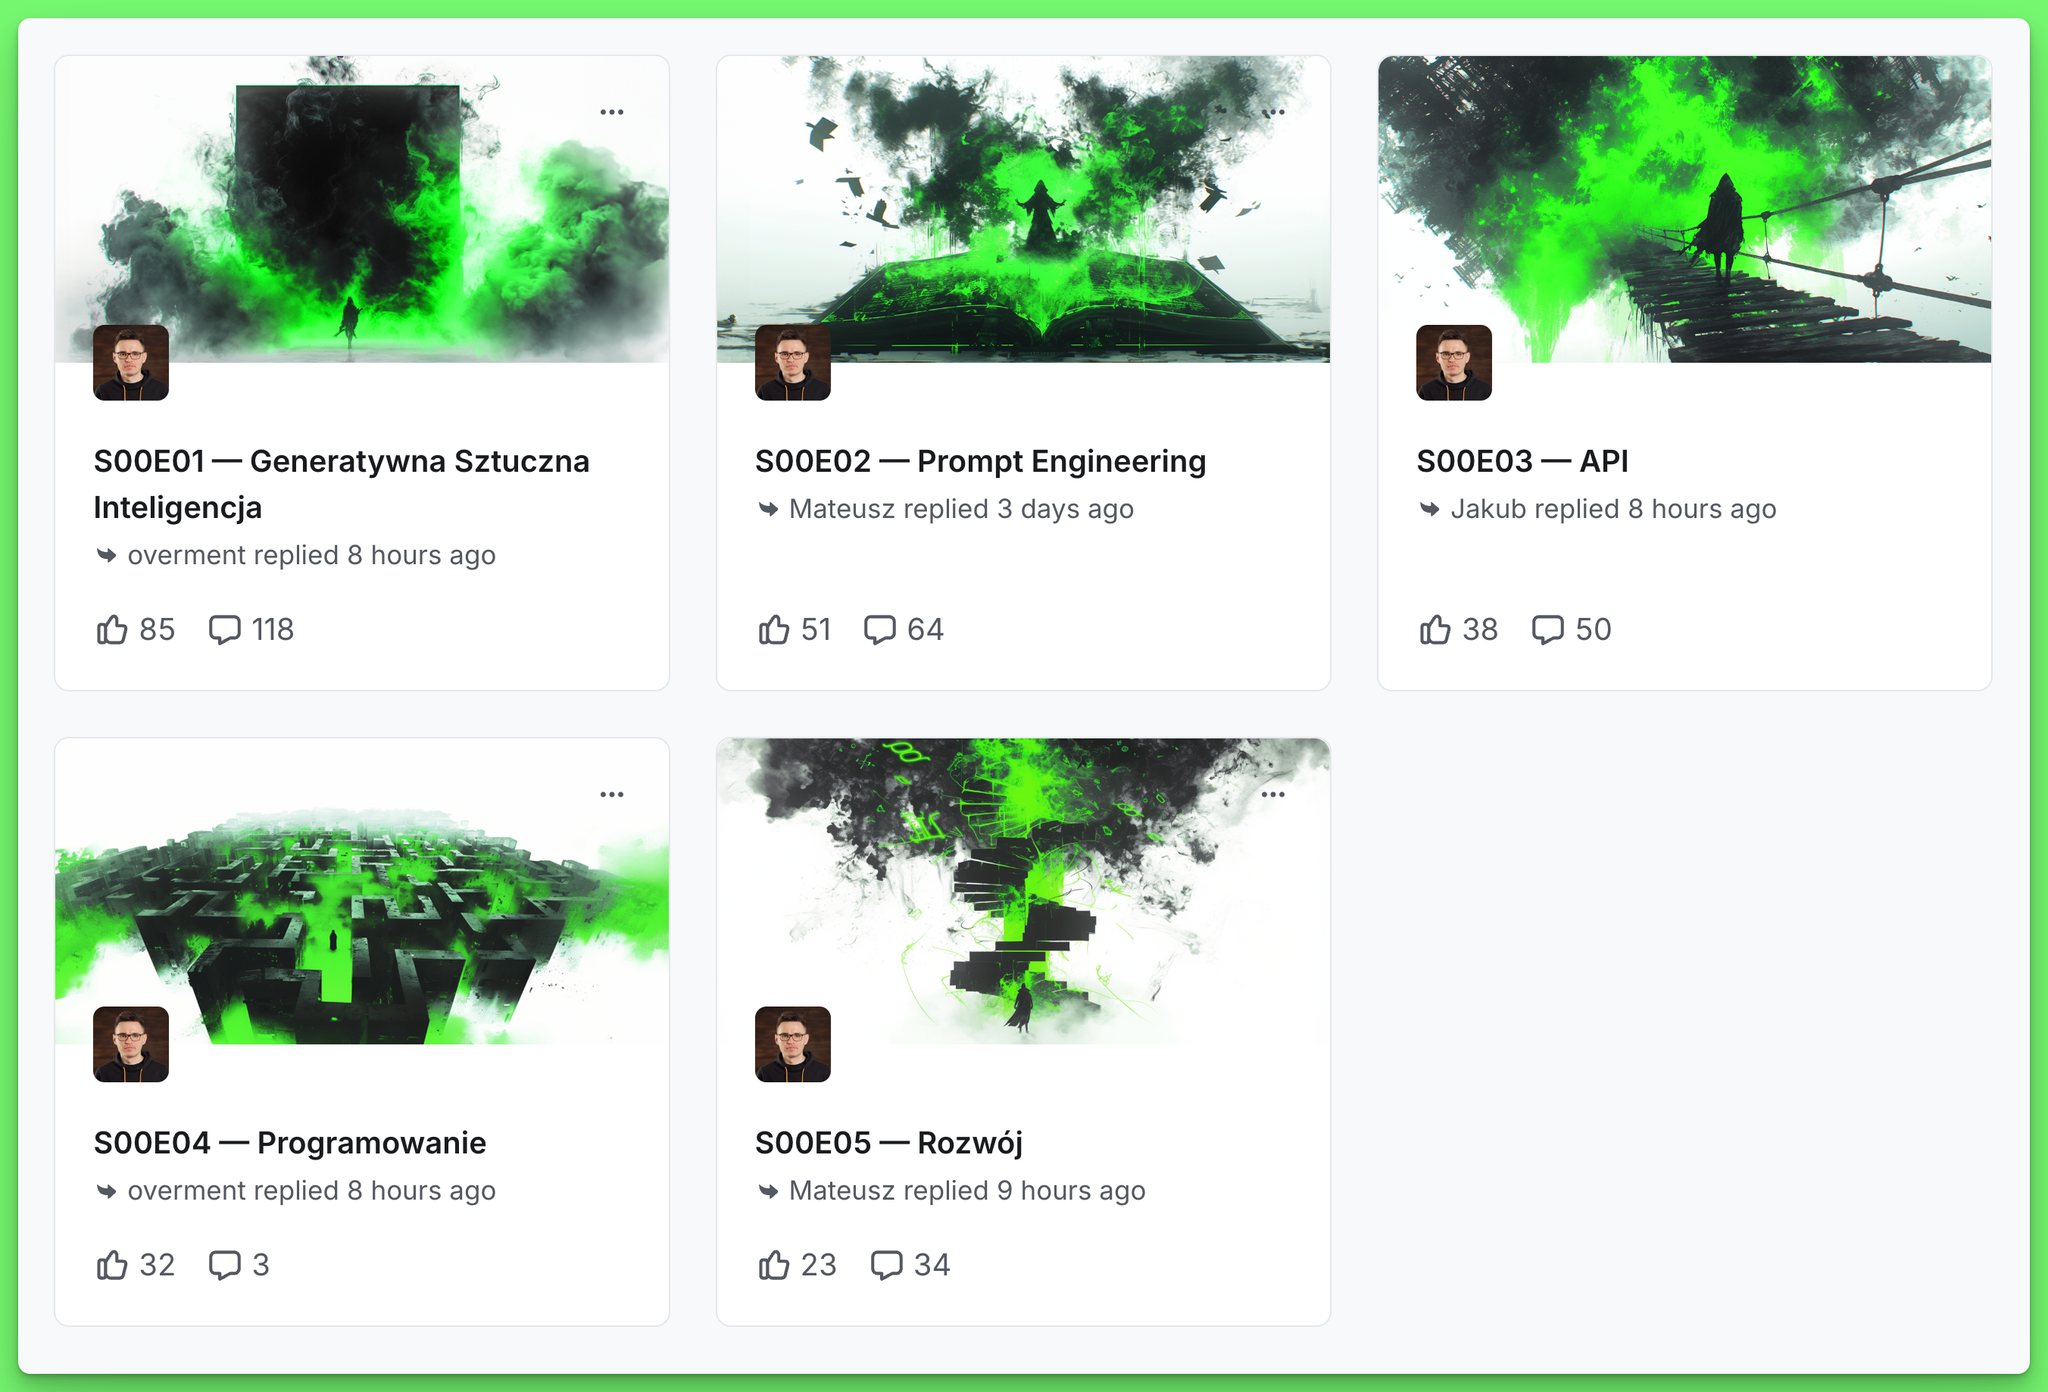 S00E01 — Generatywna Sztuczna
Inteligencja
overment replied 8 hours ago
85 118
S00E02 — Prompt Engineering
Mateusz replied 3 days ago
51 64
S00E03 — API
Jakub replied 8 hours ago
38 50
S00E04 — Programowanie
overment replied 8 hours ago
32 3
S00E05 — Rozwój
Mateusz replied 9 hours ago
23 34